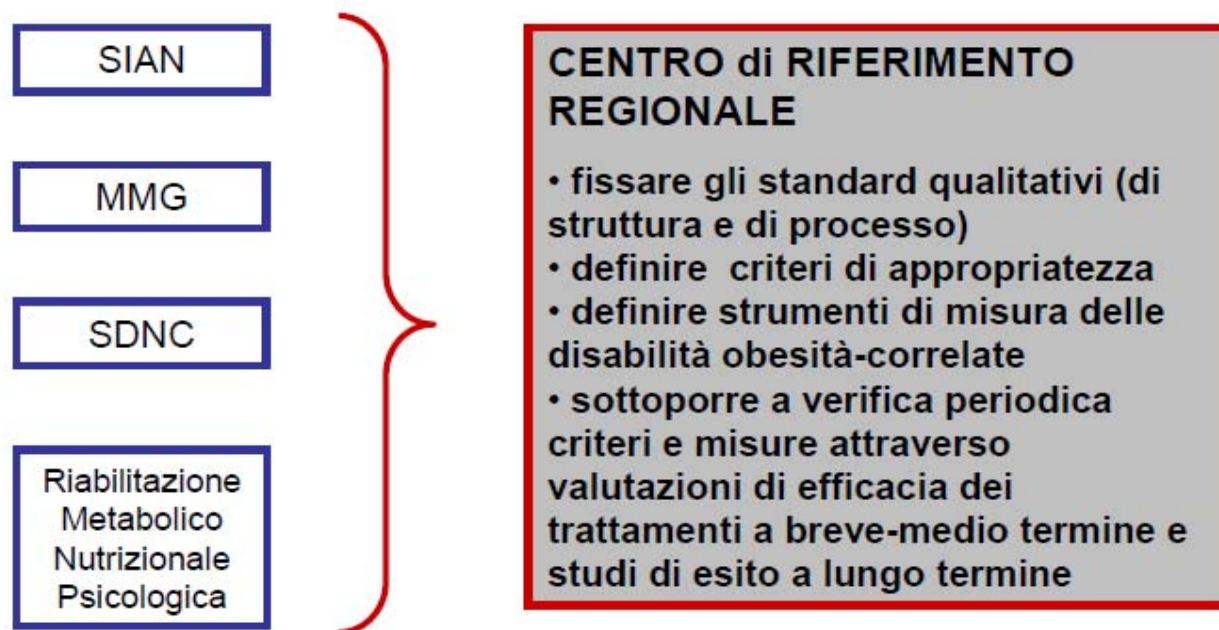 SIAN
MMG
SDNC
Riabilitazione
Metabolico
Nutrizionale
Psicologica
CENTRO di RIFERIMENTO
REGIONALE
• fissare gli standard qualitativi (di
struttura e di processo)
• definire  criteri di appropriatezza
• definire strumenti di misura delle
disabilità obesità-correlate
• sottoporre a verifica periodica
criteri e misure attraverso
valutazioni di efficacia dei
trattamenti a breve-medio termine e
studi di esito a lungo termine